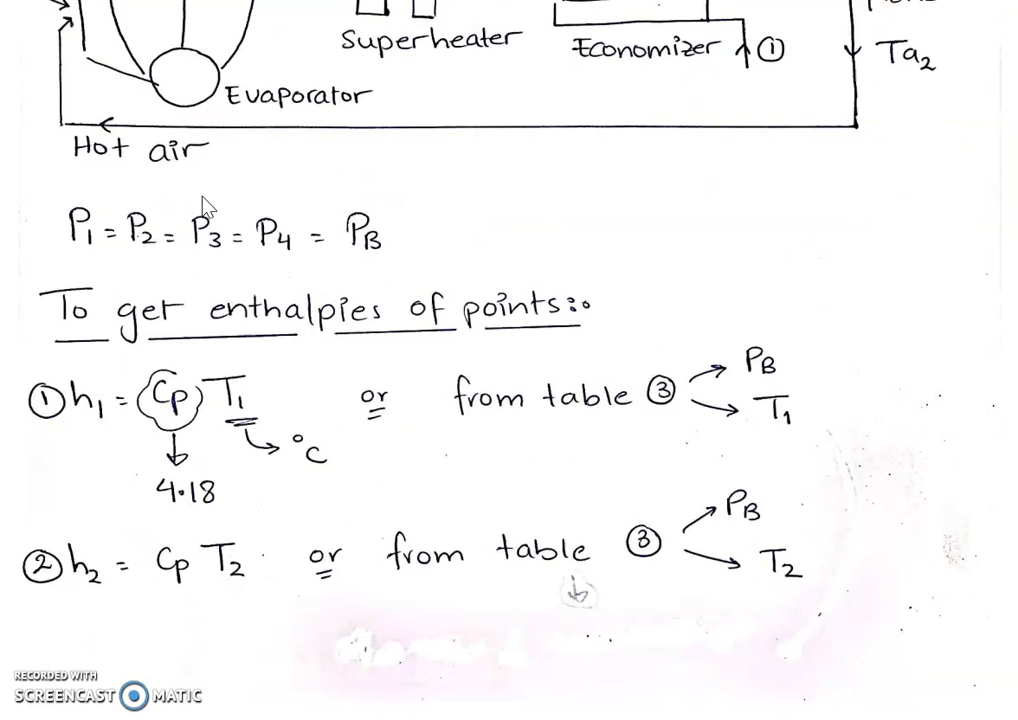 Superheater
Economizer ①
Ta2
Evaporator
Hot air
P1 = P2 = P3 = P4 = PB
To get enthalpies of points:
① h1 = Cp T1 or from table ③ PB
T1
°C
4.18
② h2 = Cp T2 or from table ③ PB
T2
RECORDED WITH
SCREENCAST MATIC